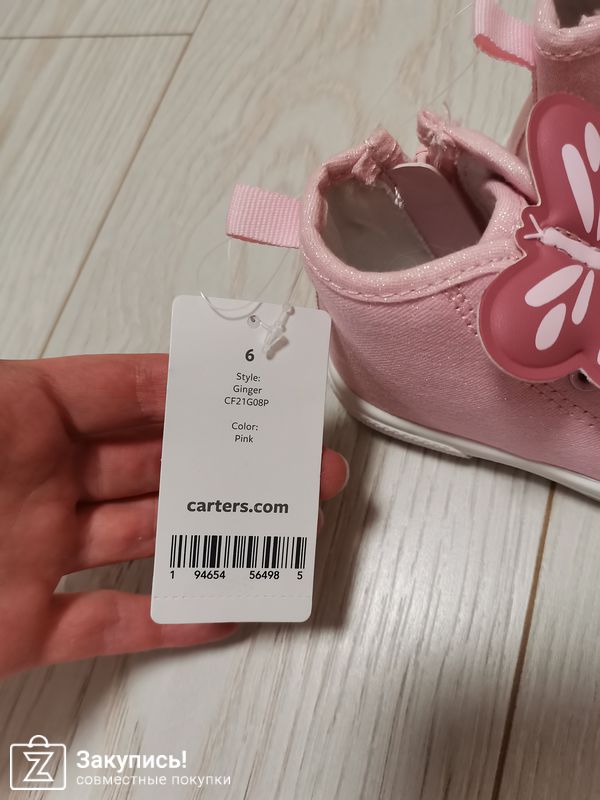 6
Style:
Ginger
CF21G08P
Color:
Pink
carters.com
1 94654 56498 5
Закупись!
совместные покупки